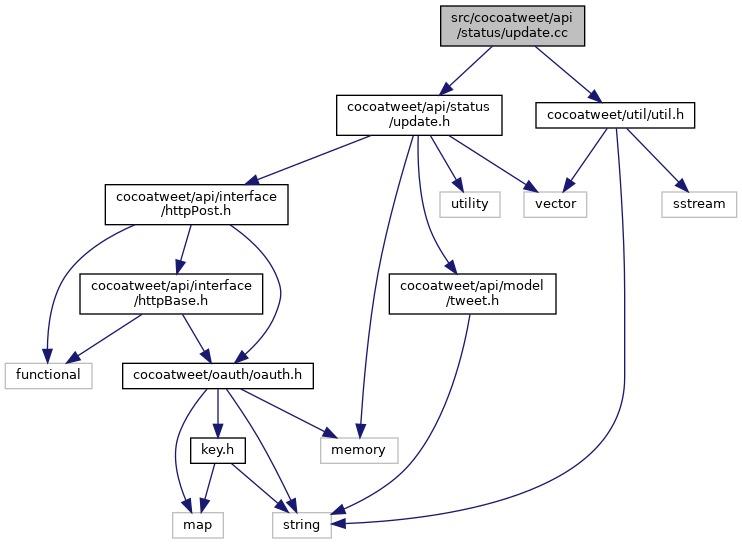 src/cocoatweet/api
/status/update.cc
cocoatweet/api/status
/update.h
cocoatweet/util/util.h
cocoatweet/api/interface
/httpPost.h
utility
vector
sstream
cocoatweet/api/interface
/httpBase.h
cocoatweet/api/model
/tweet.h
functional
cocoatweet/oauth/oauth.h
key.h
memory
map
string